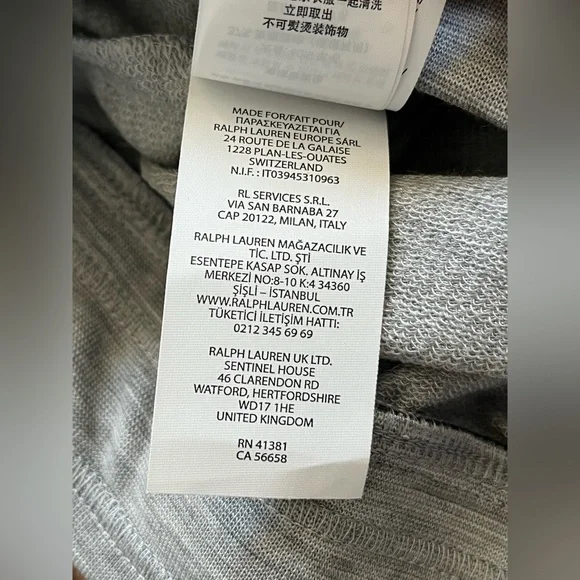 立即取出
不可熨烫装饰物
MADE FOR/FAIT POUR/
ΠΑΡΑΣΚΕΥΑΖΕΤΑΙ ΓΙΑ
RALPH LAUREN EUROPE SÀRL
24 ROUTE DE LA GALAISE
1228 PLAN-LES-OUATES
SWITZERLAND
N.I.F. : IT03945310963
RL SERVICES S.R.L.
VIA SAN BARNABA 27
CAP 20122, MILAN, ITALY
RALPH LAUREN MAĞAZACILIK VE
TİC. LTD. ŞTİ
ESENTEPE KASAP SOK. ALTINAY İŞ
MERKEZİ NO:8-10 K:4 34360
ŞİŞLİ – İSTANBUL
WWW.RALPHLAUREN.COM.TR
TÜKETİCİ İLETİŞİM HATTI:
0212 345 69 69
RALPH LAUREN UK LTD.
SENTINEL HOUSE
46 CLARENDON RD
WATFORD, HERTFORDSHIRE
WD17 1HE
UNITED KINGDOM
RN 41381
CA 56658